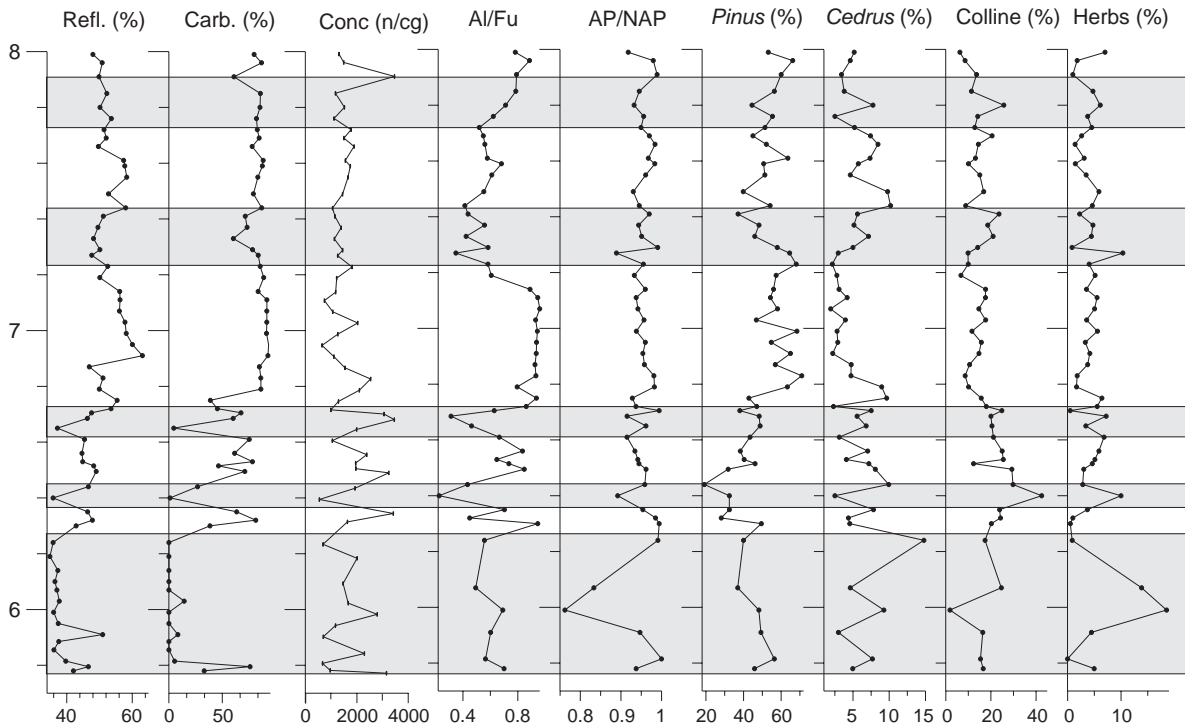 Refl. (%) Carb. (%) Conc (n/cg) Al/Fu AP/NAP Pinus (%) Cedrus (%) Colline (%) Herbs (%)
8
7
6
40 60 0 50 0 2000 4000 0.4 0.8 0.8 0.9 1 20 40 60 5 10 15 0 20 40 0 10